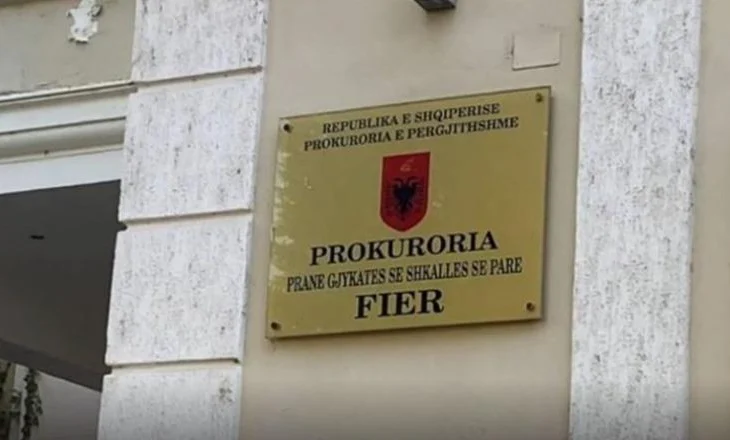 REPUBLIKA E SHQIPERISE
PROKURORIA E PERGJITHSHME
PROKURORIA
PRANE GJYKATES SE SHKALLES SE PARE
FIER